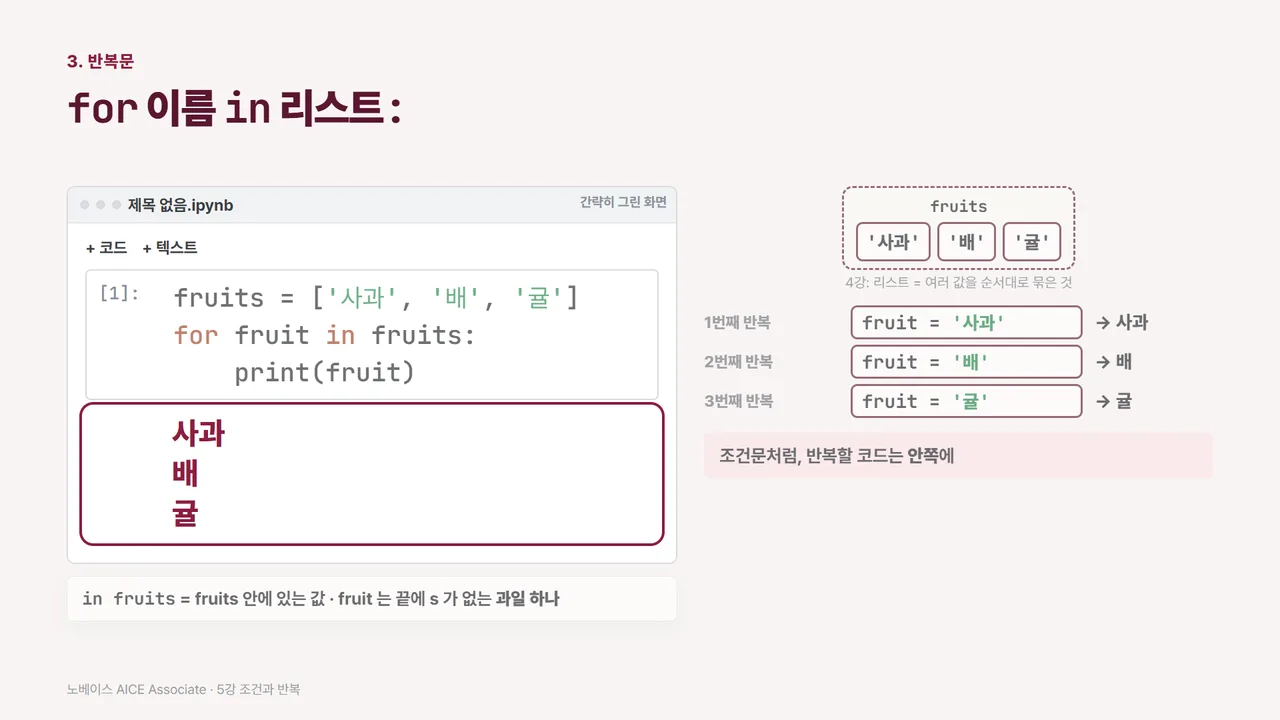 3. 반복문
for 이름 in 리스트:
제목 없음.ipynb
간략히 그린 화면
+ 코드 + 텍스트
[1]: fruits = ['사과', '배', '귤']
for fruit in fruits:
print(fruit)
사과
배
귤
in fruits = fruits 안에 있는 값 · fruit 는 끝에 s 가 없는 과일 하나
fruits
'사과' '배' '귤'
4강: 리스트 = 여러 값을 순서대로 묶은 것
1번째 반복 fruit = '사과' → 사과
2번째 반복 fruit = '배' → 배
3번째 반복 fruit = '귤' → 귤
조건문처럼, 반복할 코드는 안쪽에
노베이스 AICE Associate · 5강 조건과 반복